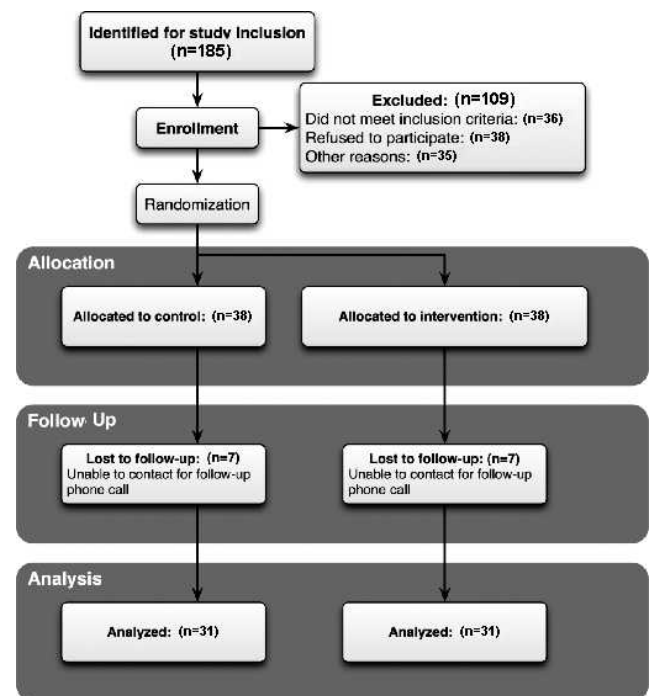 Identified for study Inclusion
(n=185)
Enrollment
Excluded: (n=109)
Did not meet inclusion criteria: (n=36)
Refused to participate: (n=38)
Other reasons: (n=35)
Randomization
Allocation
Allocated to control: (n=38)
Allocated to intervention: (n=38)
Follow-Up
Lost to follow-up: (n=7)
Unable to contact for follow-up
phone call
Lost to follow-up: (n=7)
Unable to contact for follow-up
phone call
Analysis
Analyzed: (n=31)
Analyzed: (n=31)